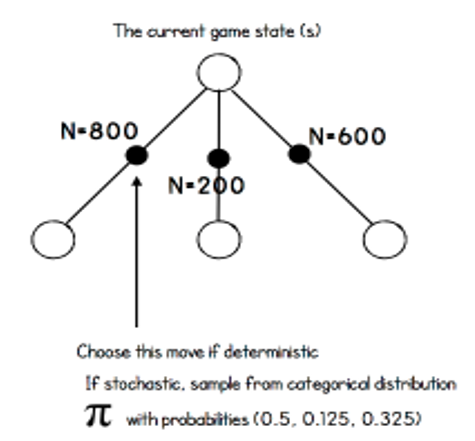 The current game state (s)
N=800
N=600
N=200
Choose this move if deterministic
If stochastic, sample from categorical distribution
π with probabilities (0.5, 0.125, 0.325)